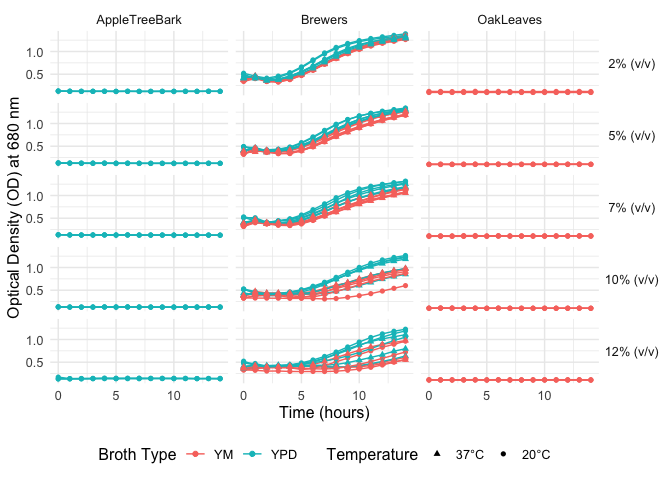 AppleTreeBark Brewers OakLeaves
1.0
0.5
2% (v/v)
1.0
0.5
5% (v/v)
1.0
0.5
7% (v/v)
1.0
0.5
10% (v/v)
1.0
0.5
12% (v/v)
Optical Density (OD) at 680 nm
0 5 10 0 5 10 0 5 10
Time (hours)
Broth Type YM YPD Temperature 37°C 20°C